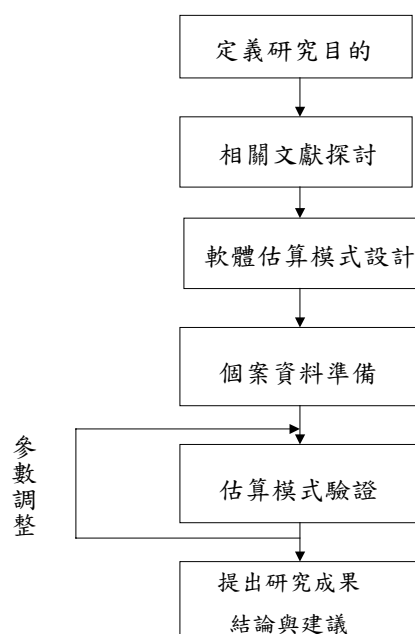 定義研究目的
相關文獻探討
軟體估算模式設計
個案資料準備
參數調整
估算模式驗證
提出研究成果
結論與建議